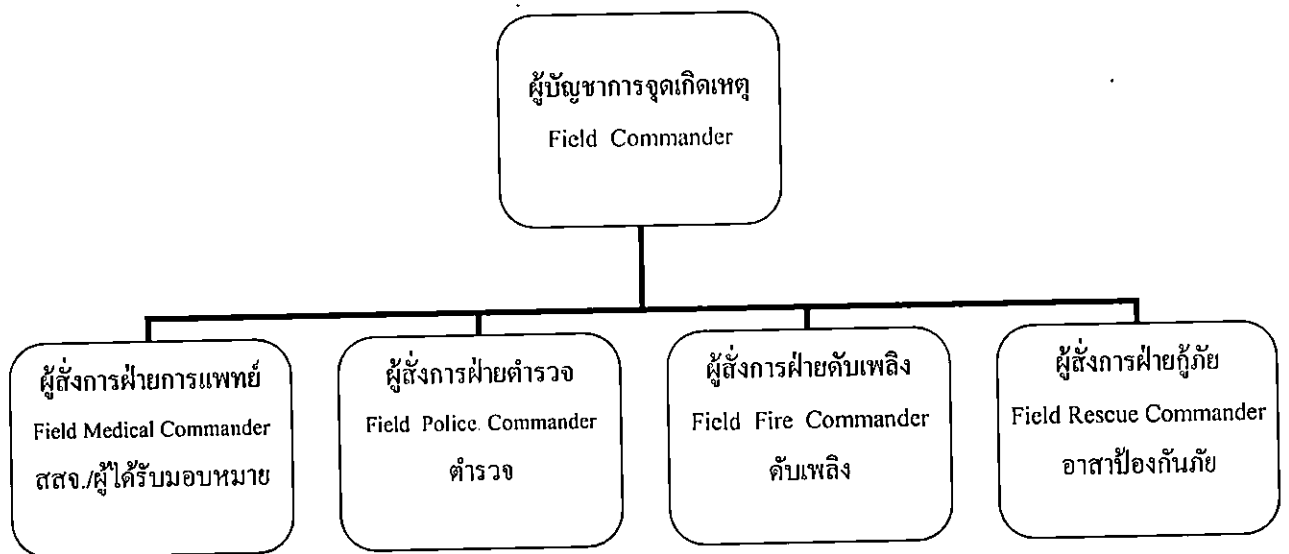 ผู้บัญชาการจุดเกิดเหตุ
Field Commander
ผู้สั่งการฝ่ายการแพทย์
Field Medical Commander
สสจ./ผู้ได้รับมอบหมาย
ผู้สั่งการฝ่ายตำรวจ
Field Police. Commander
ตำรวจ
ผู้สั่งการฝ่ายดับเพลิง
Field Fire Commander
ดับเพลิง
ผู้สั่งการฝ่ายกู้ภัย
Field Rescue Commander
อาสาป้องกันภัย